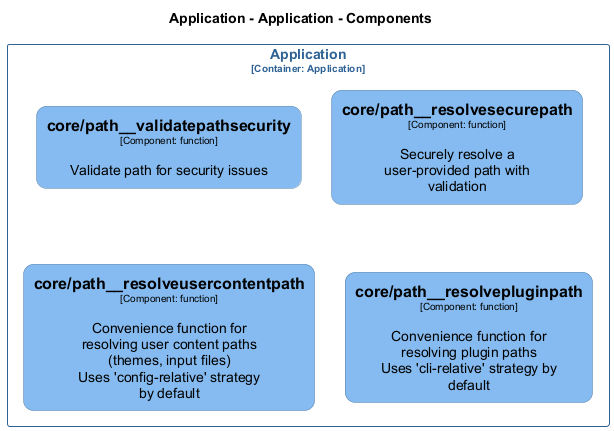 Application - Application - Components
Application
[Container: Application]
core/path__validatepathsecurity
[Component: function]
Validate path for security issues
core/path__resolvesecurepath
[Component: function]
Securely resolve a
user-provided path with
validation
core/path__resolveusercontentpath
[Component: function]
Convenience function for
resolving user content paths
(themes, input files)
Uses 'config-relative' strategy
by default
core/path__resolvepluginpath
[Component: function]
Convenience function for
resolving plugin paths
Uses 'cli-relative' strategy by
default